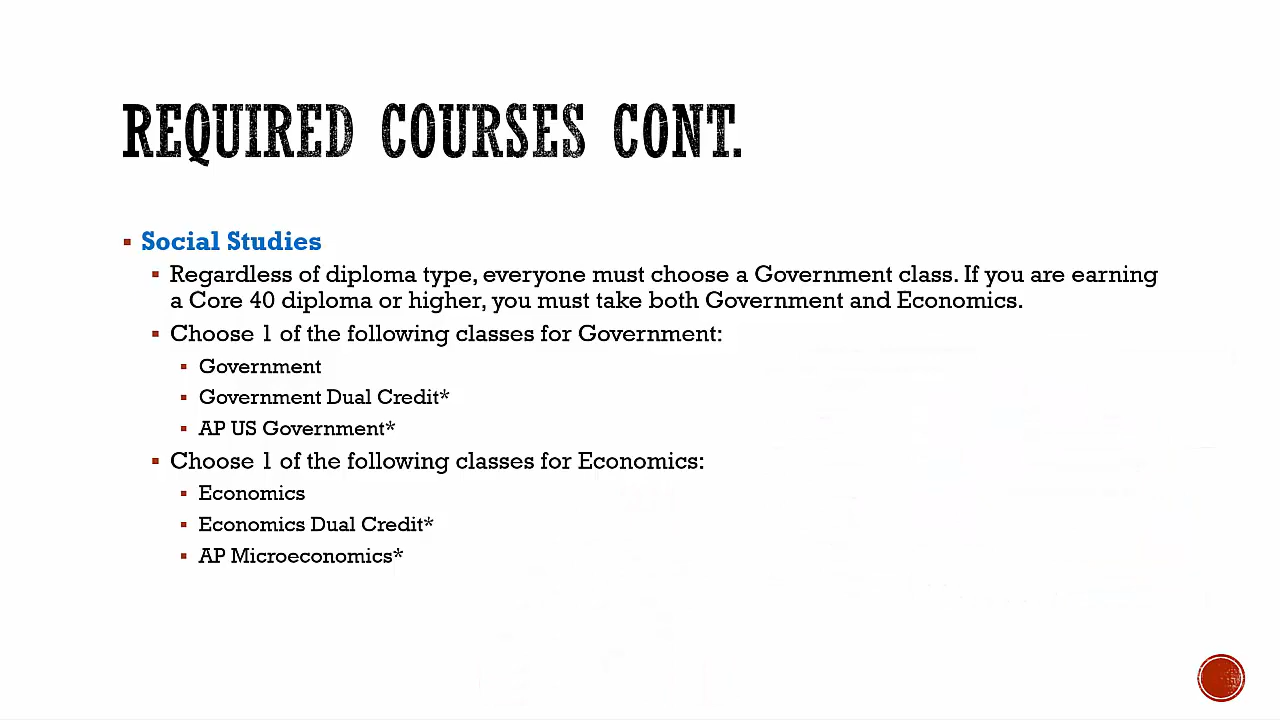 REQUIRED COURSES CONT.
Social Studies
Regardless of diploma type, everyone must choose a Government class. If you are earning
a Core 40 diploma or higher, you must take both Government and Economics.
Choose 1 of the following classes for Government:
Government
Government Dual Credit*
AP US Government*
Choose 1 of the following classes for Economics:
Economics
Economics Dual Credit*
AP Microeconomics*